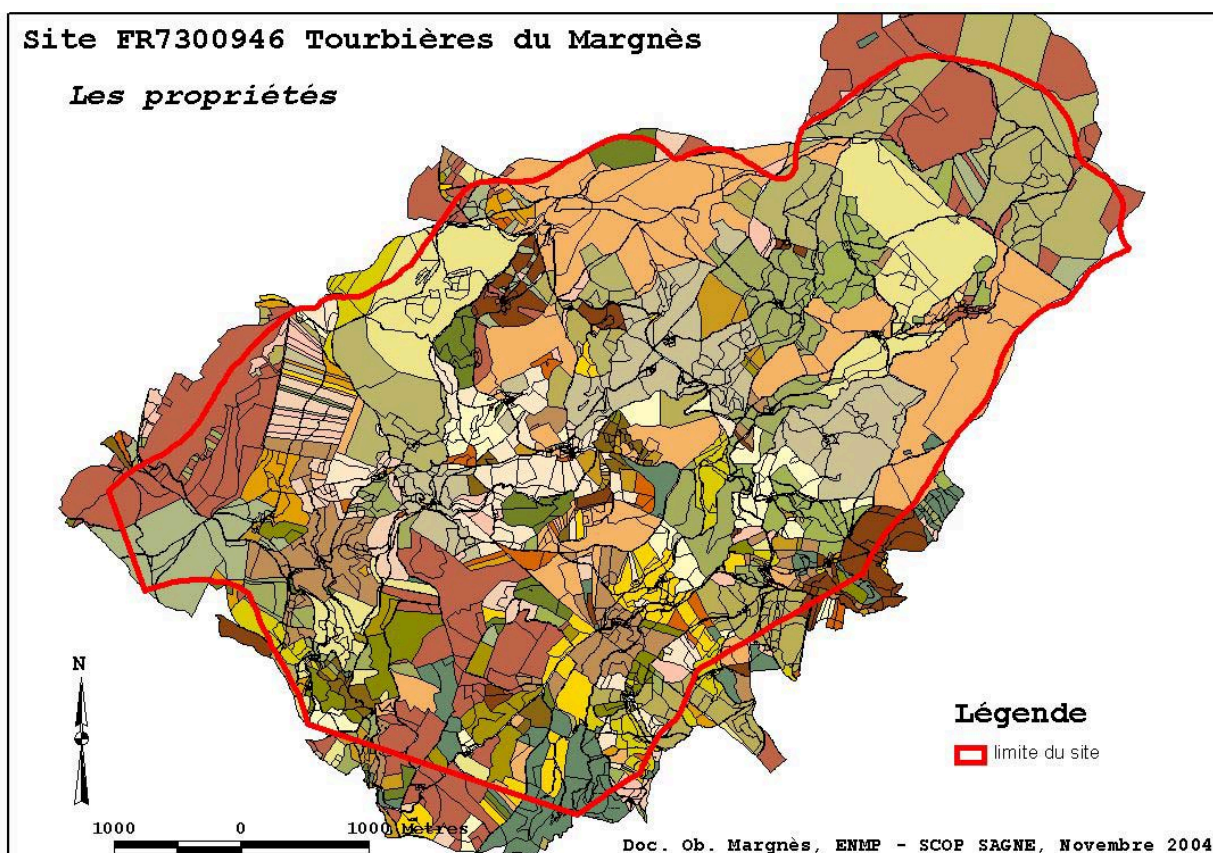 Site FR7300946 Tourbières du Margnès
Les propriétés
N
Légende
limite du site
1000 0 1000 Mètres
Doc. Ob. Margnès, ENMP - SCOP SAGNE, Novembre 2004